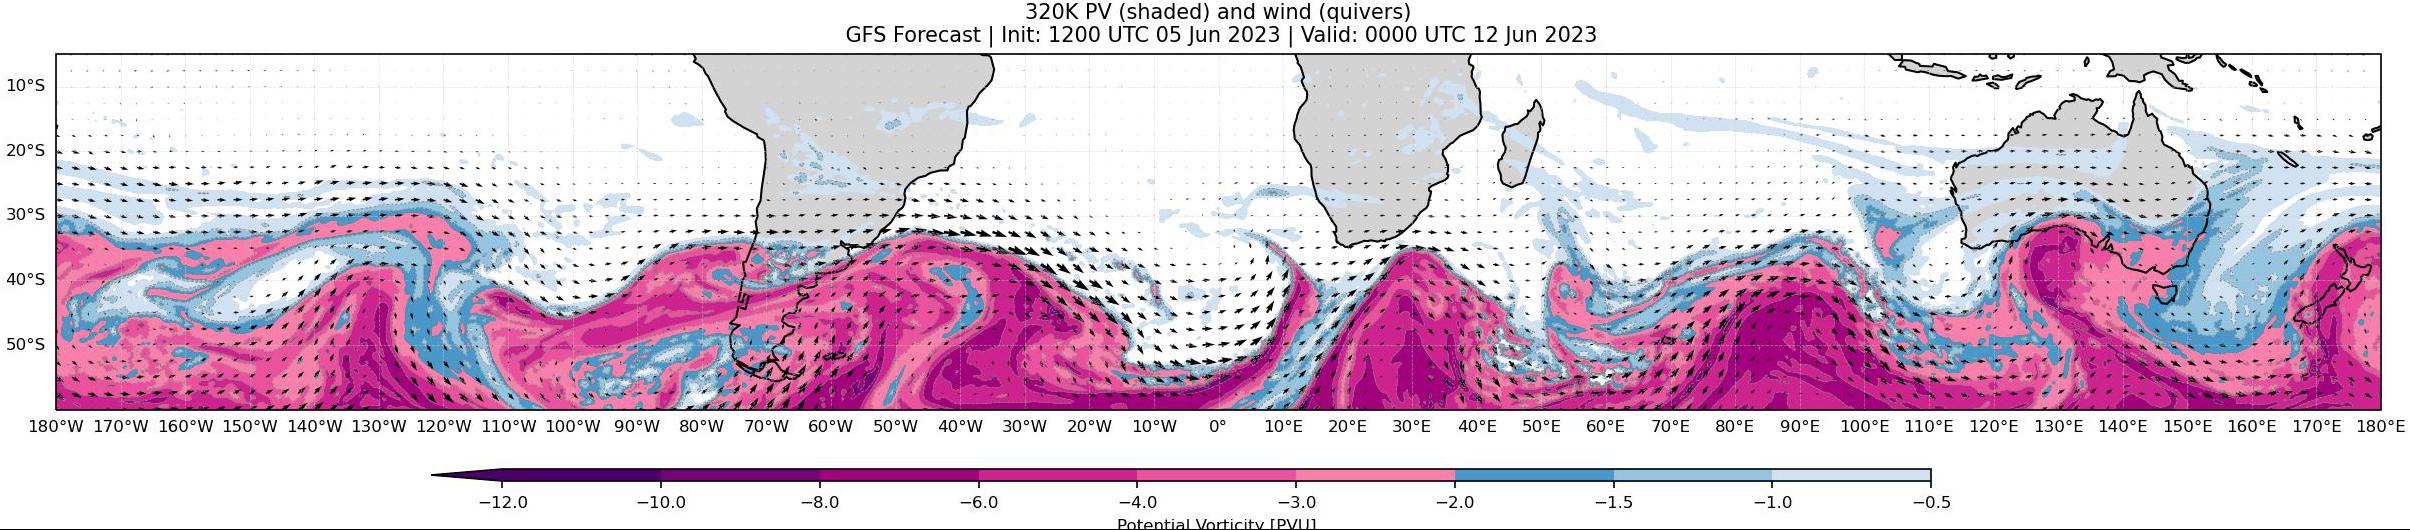 320K PV (shaded) and wind (quivers)
GFS Forecast | Init: 1200 UTC 05 Jun 2023 | Valid: 0000 UTC 12 Jun 2023
10°S
20°S
30°S
40°S
50°S
180°W 170°W 160°W 150°W 140°W 130°W 120°W 110°W 100°W 90°W 80°W 70°W 60°W 50°W 40°W 30°W 20°W 10°W 0° 10°E 20°E 30°E 40°E 50°E 60°E 70°E 80°E 90°E 100°E 110°E 120°E 130°E 140°E 150°E 160°E 170°E 180°E
−12.0 −10.0 −8.0 −6.0 −4.0 −3.0 −2.0 −1.5 −1.0 −0.5
Potential Vorticity [PVU]